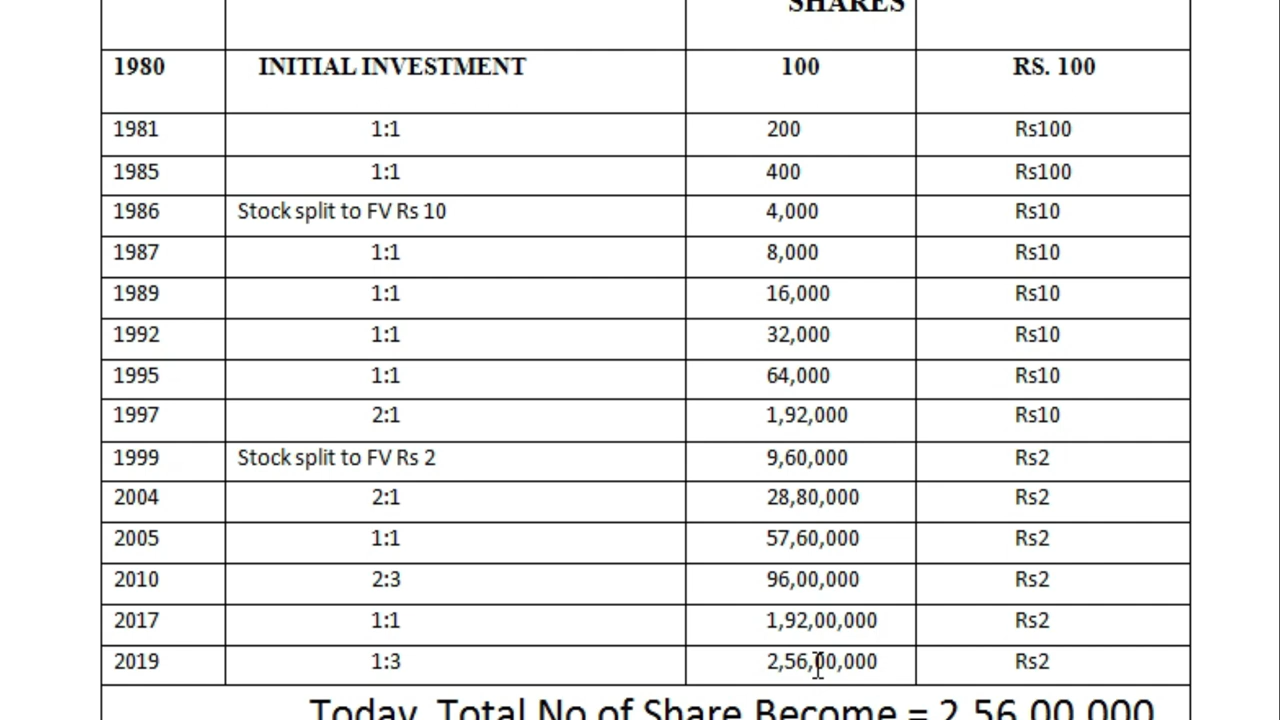 SHARES
1980 INITIAL INVESTMENT 100 RS. 100
1981 1:1 200 Rs100
1985 1:1 400 Rs100
1986 Stock split to FV Rs 10 4,000 Rs10
1987 1:1 8,000 Rs10
1989 1:1 16,000 Rs10
1992 1:1 32,000 Rs10
1995 1:1 64,000 Rs10
1997 2:1 1,92,000 Rs10
1999 Stock split to FV Rs 2 9,60,000 Rs2
2004 2:1 28,80,000 Rs2
2005 1:1 57,60,000 Rs2
2010 2:3 96,00,000 Rs2
2017 1:1 1,92,00,000 Rs2
2019 1:3 2,56,00,000 Rs2
Today Total No of Share Become = 2,56,00,000